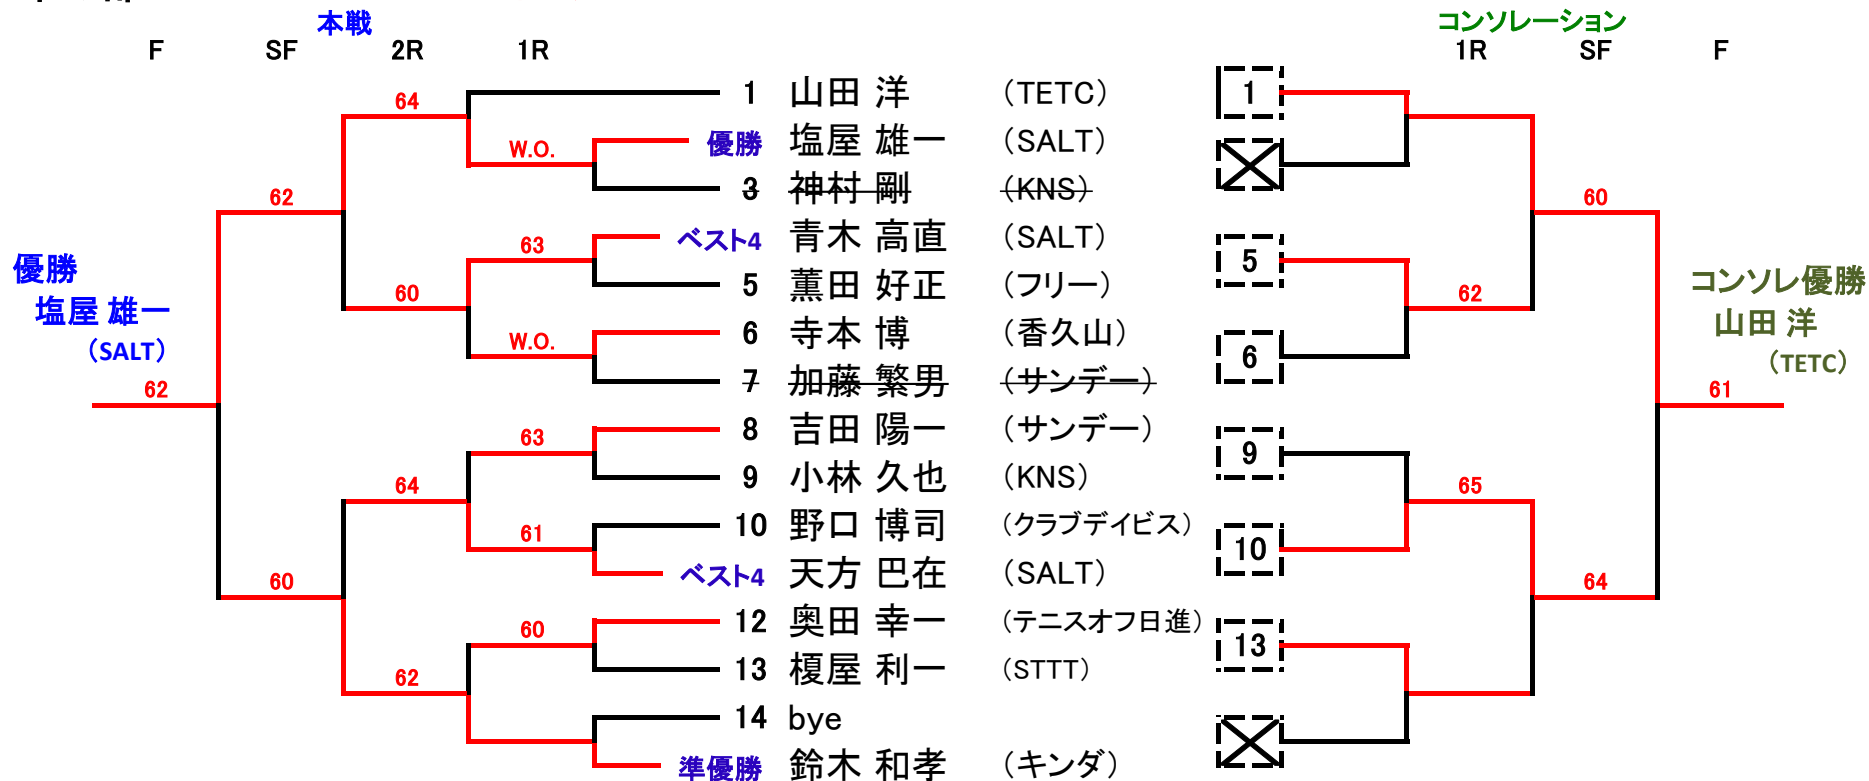 本戦 コンソレーション
F SF 2R 1R 1R SF F
1 山田 洋 (TETC) 1
64
優勝 塩屋 雄一 (SALT)
W.O.
3 神村 剛 (KNS)
62 60
ベスト4 青木 高直 (SALT)
63
5 薫田 好正 (フリー) 5
優勝 コンソレ優勝
60 62
塩屋 雄一 山田 洋
6 寺本 博 (香久山) 6
W.O.
(SALT) (TETC)
7 加藤 繁男 (サンデー)
62 61
8 吉田 陽一 (サンデー)
63
9 小林 久也 (KNS) 9
64 65
10 野口 博司 (クラブデイビス) 10
61
ベスト4 天方 巴在 (SALT)
60 64
12 奥田 幸一 (テニスオフ日進)
60
13 榎屋 利一 (STTT) 13
62
14 bye
準優勝 鈴木 和孝 (キンダ)